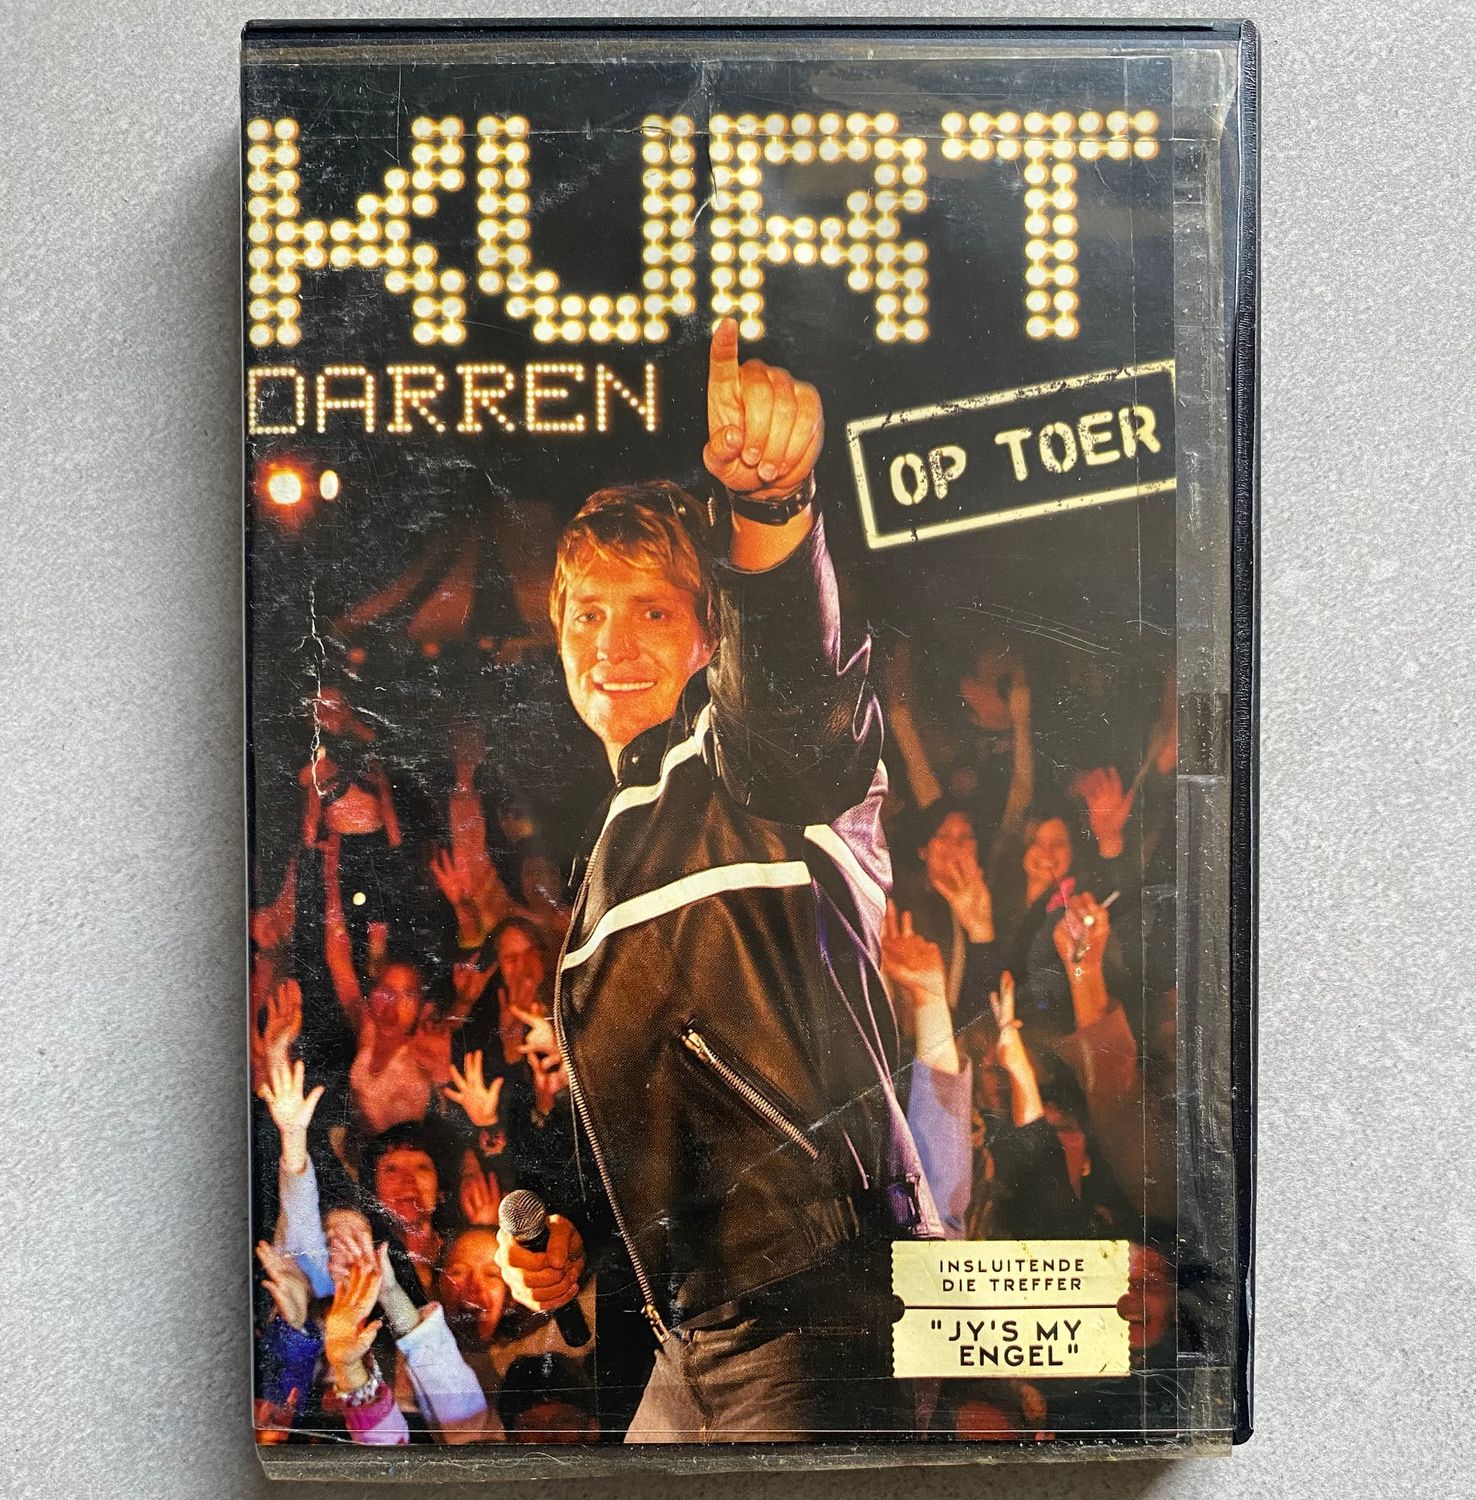 KURT
DARREN
OP TOER
INSLUITENDE
DIE TREFFER
"JY'S MY
ENGEL"